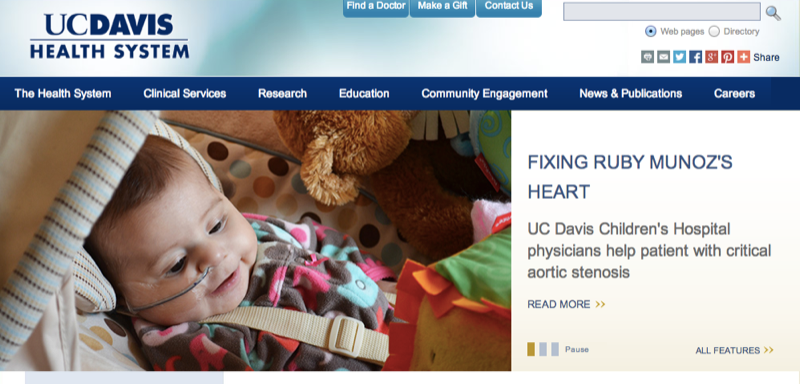 Find a Doctor
Make a Gift
Contact Us
UCDAVIS
HEALTH SYSTEM
Web pages
Directory
Share
The Health System
Clinical Services
Research
Education
Community Engagement
News & Publications
Careers
FIXING RUBY MUNOZ'S
HEART
UC Davis Children's Hospital
physicians help patient with critical
aortic stenosis
READ MORE >>
Pause
ALL FEATURES >>